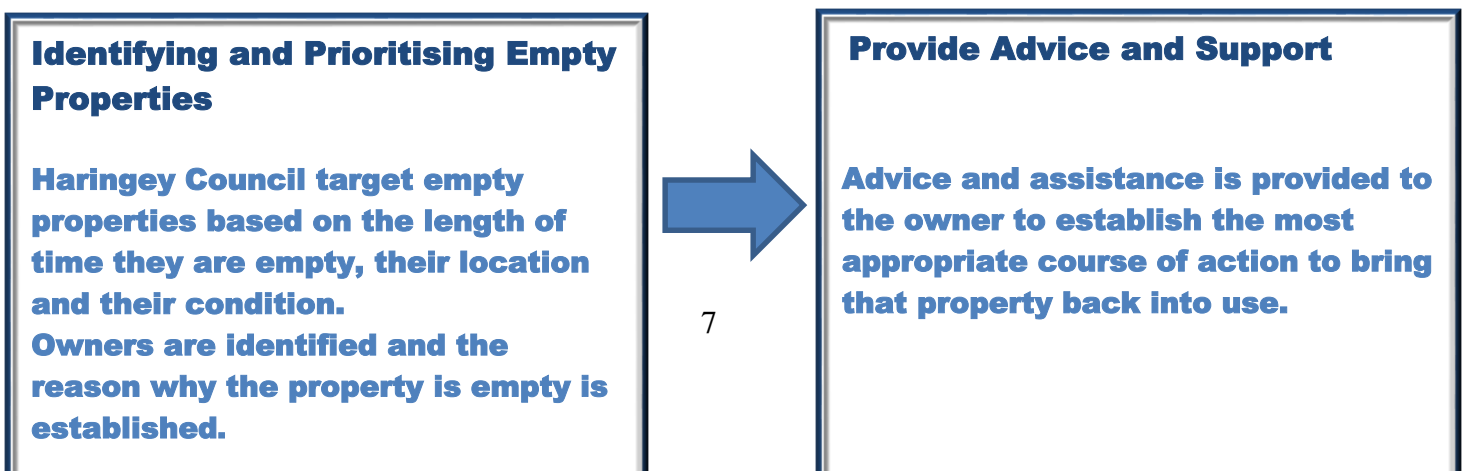 Identifying and Prioritising Empty
Properties
Haringey Council target empty
properties based on the length of
time they are empty, their location
and their condition.
Owners are identified and the
reason why the property is empty is
established.
7
Provide Advice and Support
Advice and assistance is provided to
the owner to establish the most
appropriate course of action to bring
that property back into use.